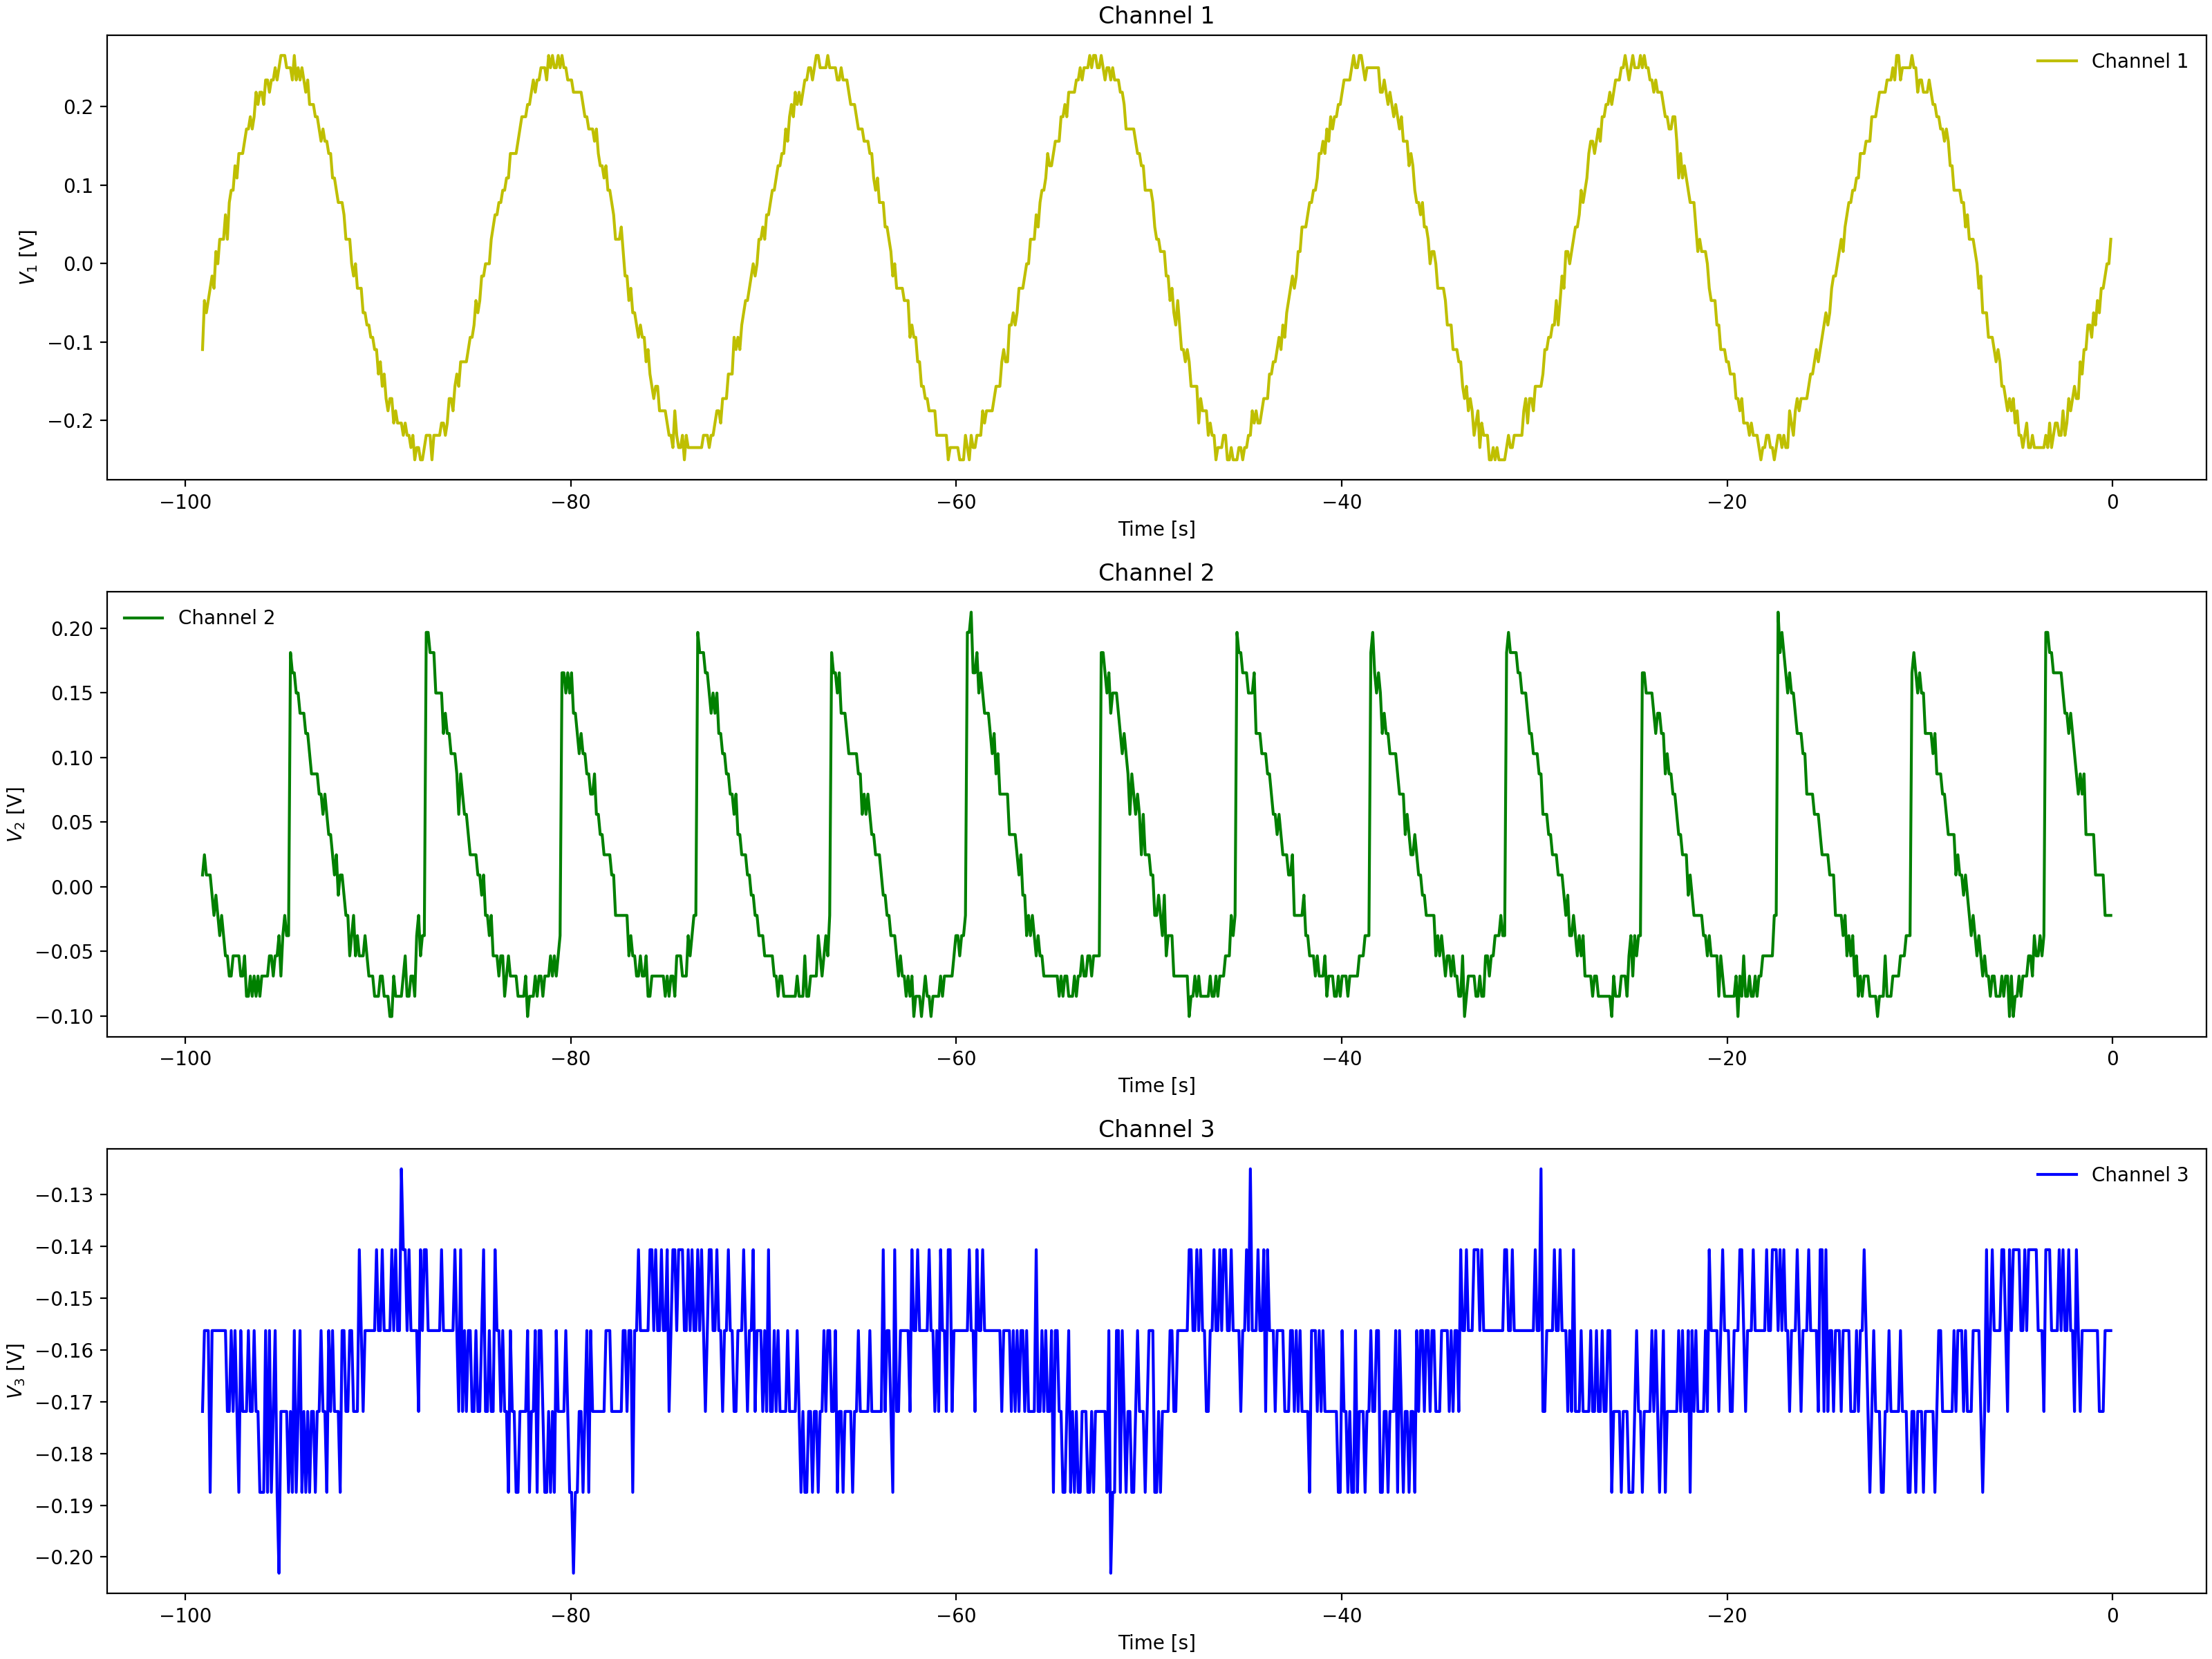 Channel 1
Channel 1
0.2
0.1
0.0
−0.1
−0.2
V1 [V]
−100 −80 −60 −40 −20 0
Time [s]
Channel 2
Channel 2
0.20
0.15
0.10
0.05
0.00
−0.05
−0.10
V2 [V]
−100 −80 −60 −40 −20 0
Time [s]
Channel 3
Channel 3
−0.13
−0.14
−0.15
−0.16
−0.17
−0.18
−0.19
−0.20
V3 [V]
−100 −80 −60 −40 −20 0
Time [s]